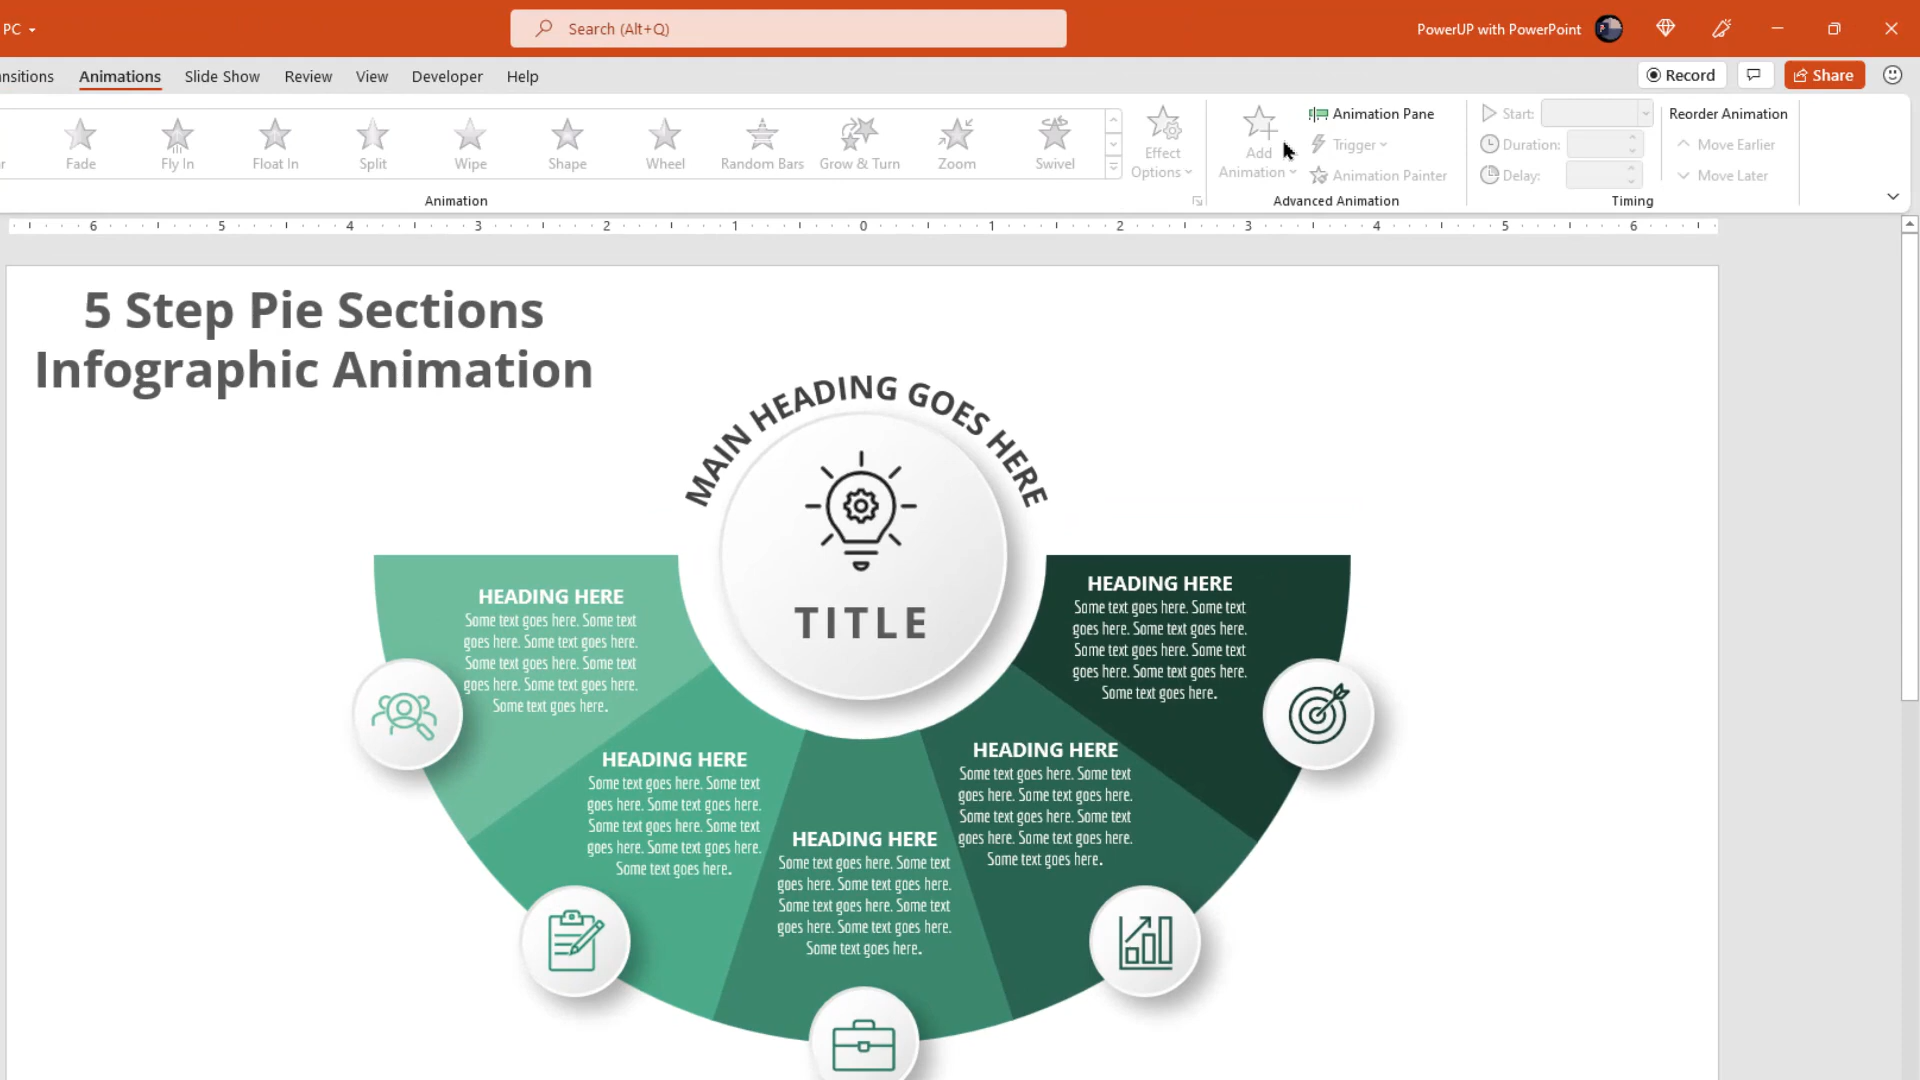 PC
Search (Alt+Q)
PowerUP with PowerPoint
nsitions
Animations
Slide Show
Review
View
Developer
Help
Record
Share
r
Fade
Fly In
Float In
Split
Wipe
Shape
Wheel
Random Bars
Grow & Turn
Zoom
Swivel
Effect
Options
Add
Animation
Animation Pane
Trigger
Animation Painter
Start:
Duration:
Delay:
Reorder Animation
Move Earlier
Move Later
Animation
Advanced Animation
Timing
6 5 4 3 2 1 0 1 2 3 4 5 6
5 Step Pie Sections
Infographic Animation
MAIN HEADING GOES HERE
TITLE
HEADING HERE
Some text goes here. Some text
goes here. Some text goes here.
Some text goes here. Some text
goes here. Some text goes here.
Some text goes here.
HEADING HERE
Some text goes here. Some text
goes here. Some text goes here.
Some text goes here. Some text
goes here. Some text goes here.
Some text goes here.
HEADING HERE
Some text goes here. Some text
goes here. Some text goes here.
Some text goes here. Some text
goes here. Some text goes here.
Some text goes here.
HEADING HERE
Some text goes here. Some text
goes here. Some text goes here.
Some text goes here. Some text
goes here. Some text goes here.
Some text goes here.
HEADING HERE
Some text goes here. Some text
goes here. Some text goes here.
Some text goes here. Some text
goes here. Some text goes here.
Some text goes here.